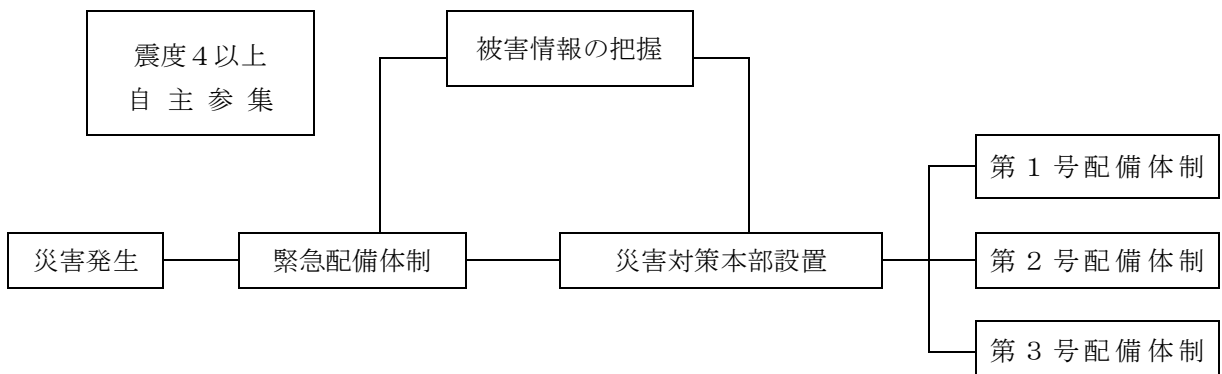 震度４以上
自 主 参 集
被害情報の把握
災害発生
緊急配備体制
災害対策本部設置
第 1 号配備体制
第 2 号配備体制
第 3 号配備体制